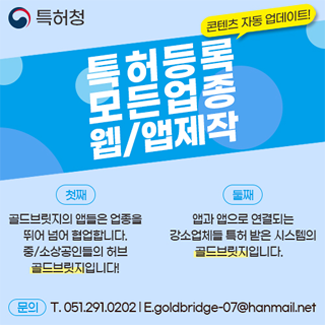 특허청
콘텐츠 자동 업데이트!
특허등록
모든업종
웹/앱제작
첫째
골드브릿지의 앱들은 업종을
뛰어 넘어 협업합니다.
중/소상공인들의 허브
골드브릿지입니다!
둘째
앱과 앱으로 연결되는
강소업체들 특허 받은 시스템의
골드브릿지입니다.
문의 T. 051.291.0202 | E.goldbridge-07@hanmail.net